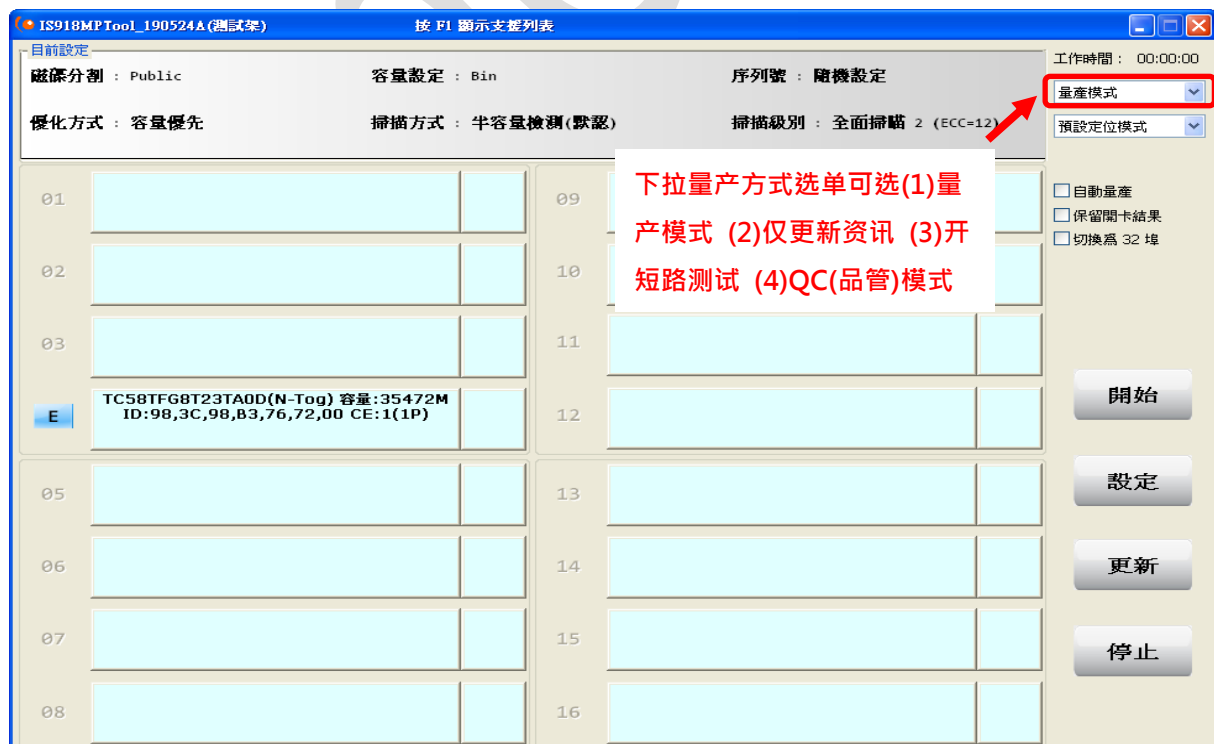 IS918MPTool_190524A(測試架) 按 F1 顯示支援列表
目前設定
磁碟分割 : Public 容量設定 : Bin 序列號 : 隨機設定
優化方式 : 容量優先 掃描方式 : 半容量檢測(默認) 掃描級別 : 全面掃瞄 2 (ECC=12)
工作時間: 00:00:00
量產模式
預設定位模式
自動量產
保留開卡結果
切換為 32 埠
下拉量产方式选单可选(1)量
产模式 (2)仅更新资讯 (3)开
短路测试 (4)QC(品管)模式
01
02
03
E TC58TFG8T23TA0D(N-Tog) 容量:35472M
ID:98,3C,98,B3,76,72,00 CE:1(1P)
05
06
07
08
09
10
11
12
13
14
15
16
開始
設定
更新
停止